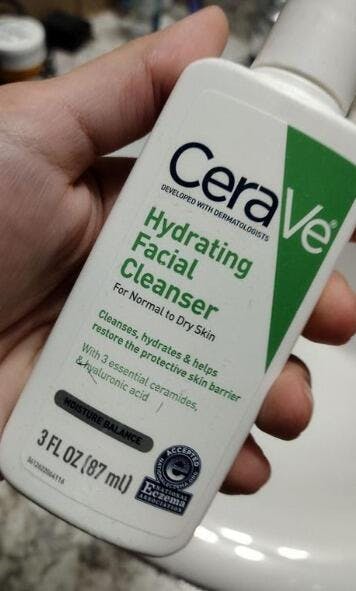 CeraVe®
DEVELOPED WITH DERMATOLOGISTS
Hydrating
Facial
Cleanser
For Normal to Dry Skin
Cleanses, hydrates & helps
restore the protective skin barrier
With 3 essential ceramides,
& hyaluronic acid
MOISTURE BALANCE
3 FL OZ (87 ml)
ACCEPTED
NATIONAL
Eczema
ASSOCIATION